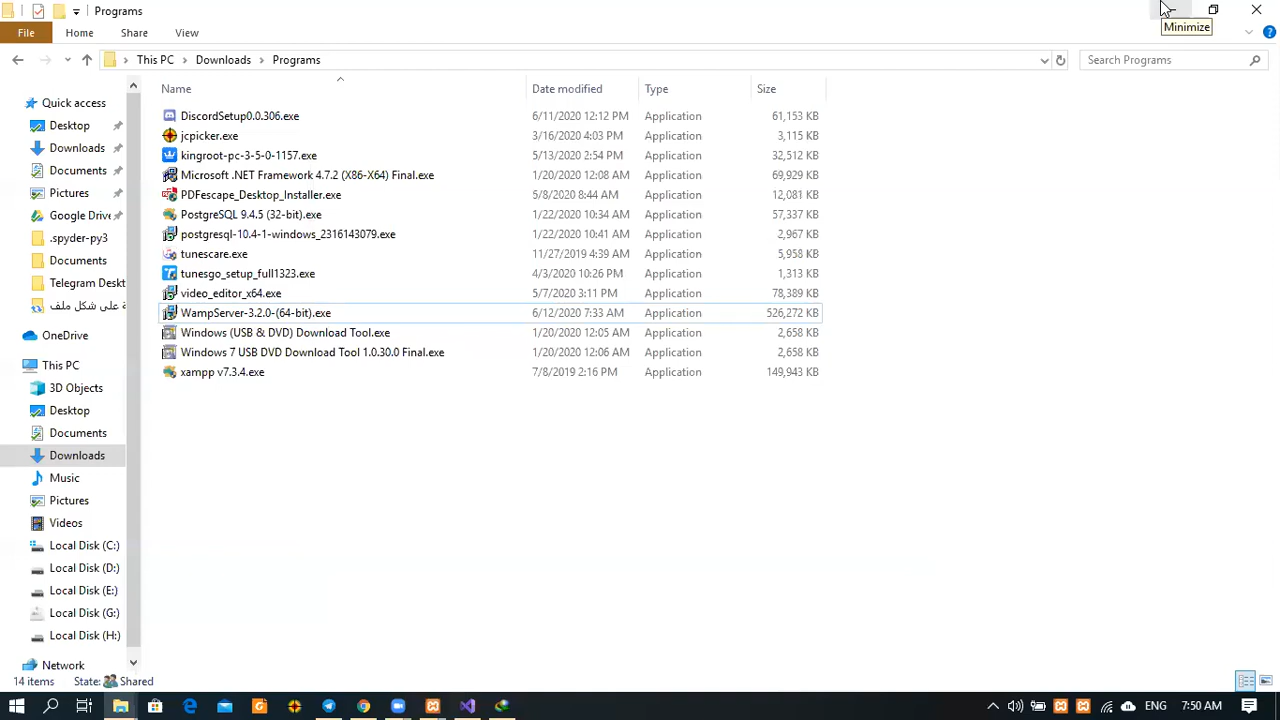 Programs
Minimize
File Home Share View
This PC Downloads Programs
Search Programs
Name Date modified Type Size
Quick access
Desktop
Downloads
Documents
Pictures
Google Drive
.spyder-py3
Documents
Telegram Deskt
ة على شكل ملف
OneDrive
This PC
3D Objects
Desktop
Documents
Downloads
Music
Pictures
Videos
Local Disk (C:)
Local Disk (D:)
Local Disk (E:)
Local Disk (G:)
Local Disk (H:)
Network
DiscordSetup0.0.306.exe 6/11/2020 12:12 PM Application 61,153 KB
jcpicker.exe 3/16/2020 4:03 PM Application 3,115 KB
kingroot-pc-3-5-0-1157.exe 5/13/2020 2:54 PM Application 32,512 KB
Microsoft .NET Framework 4.7.2 (X86-X64) Final.exe 1/20/2020 12:08 AM Application 69,929 KB
PDFescape_Desktop_Installer.exe 5/8/2020 8:44 AM Application 12,081 KB
PostgreSQL 9.4.5 (32-bit).exe 1/22/2020 10:34 AM Application 57,337 KB
postgresql-10.4-1-windows_2316143079.exe 1/22/2020 10:41 AM Application 2,967 KB
tunescare.exe 11/27/2019 4:39 AM Application 5,958 KB
tunesgo_setup_full1323.exe 4/3/2020 10:26 PM Application 1,313 KB
video_editor_x64.exe 5/7/2020 3:11 PM Application 78,389 KB
WampServer-3.2.0-(64-bit).exe 6/12/2020 7:33 AM Application 526,272 KB
Windows (USB & DVD) Download Tool.exe 1/20/2020 12:05 AM Application 2,658 KB
Windows 7 USB DVD Download Tool 1.0.30.0 Final.exe 1/20/2020 12:06 AM Application 2,658 KB
xampp v7.3.4.exe 7/8/2019 2:16 PM Application 149,943 KB
14 items State: Shared
ENG 7:50 AM